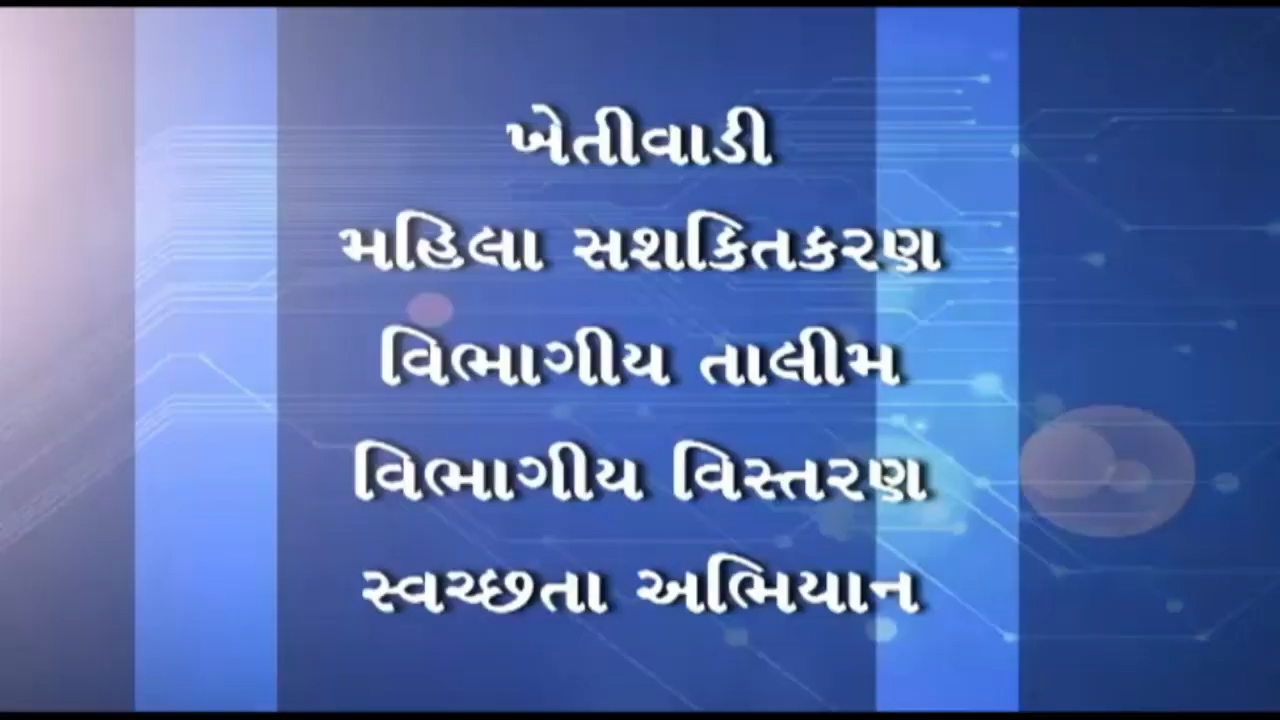 ખેતીવાડી
મહિલા સશકિતકરણ
વિભાગીય તાલીમ
વિભાગીય વિસ્તરણ
સ્વચ્છતા અભિયાન